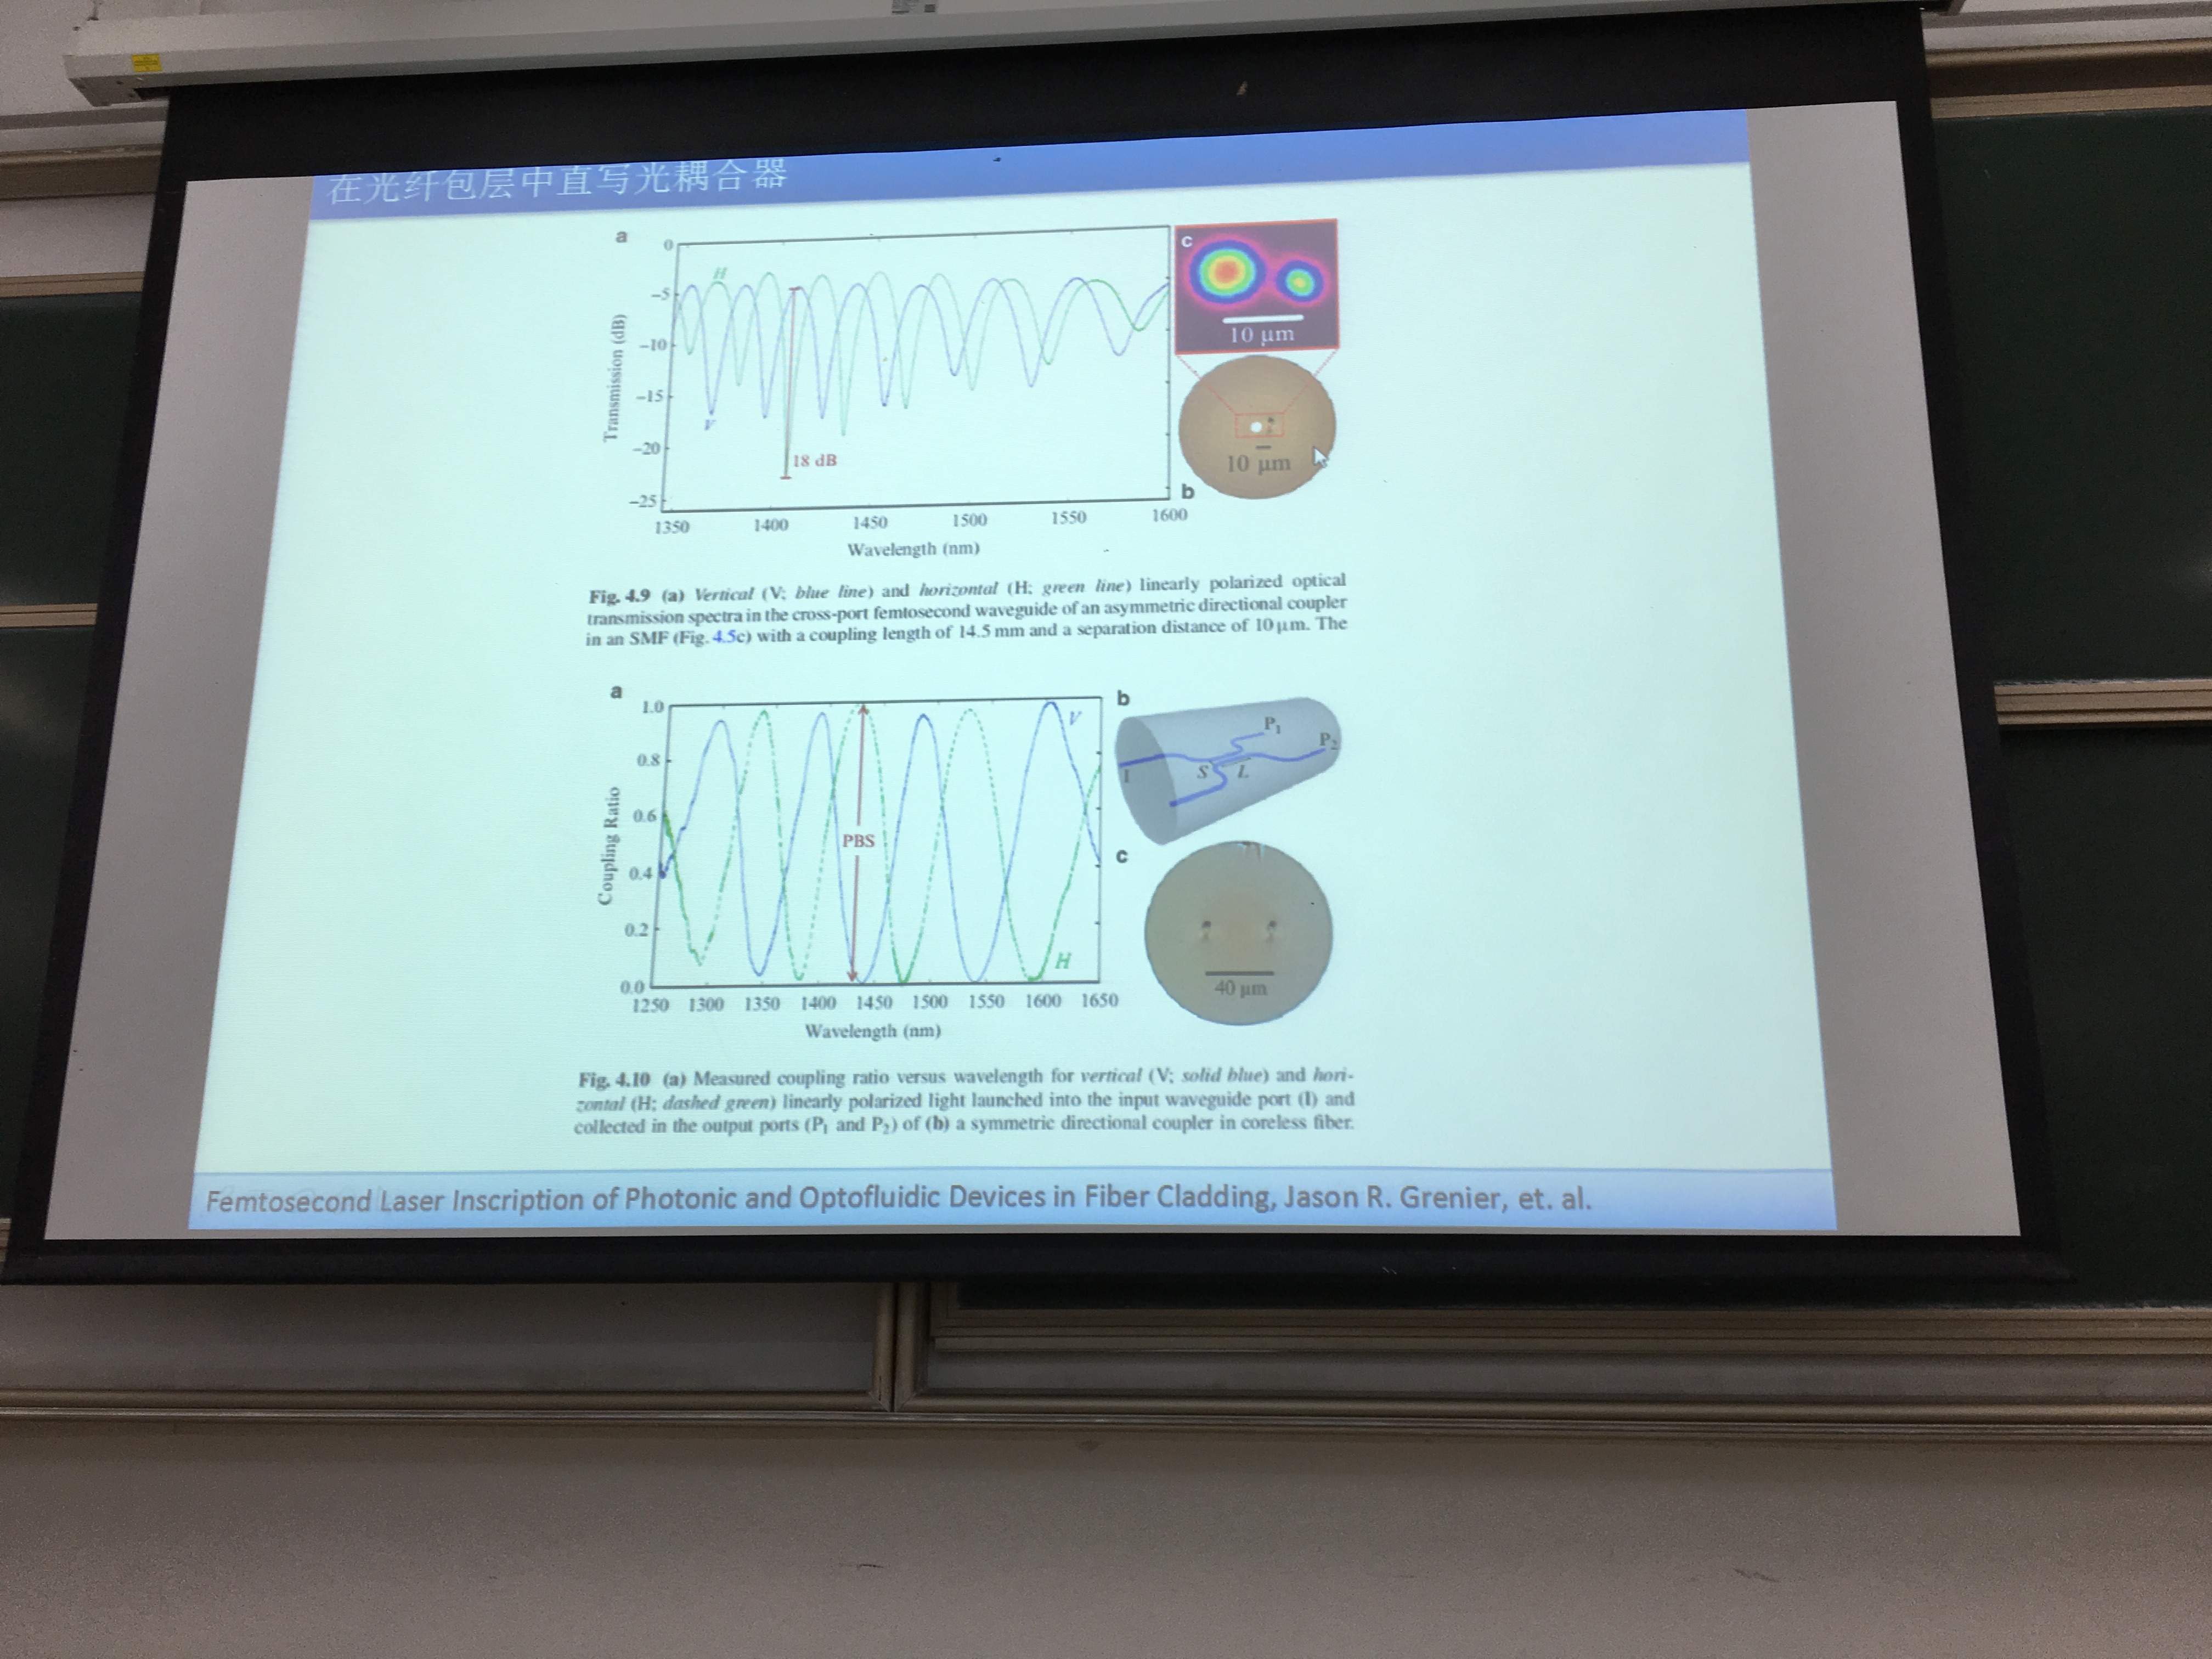 在光纤包层中直写光耦合器
a
0
-5
-10
-15
-20
-25
Transmission (dB)
H
V
18 dB
1350 1400 1450 1500 1550 1600
Wavelength (nm)
c
10 μm
10 μm
b
Fig. 4.9 (a) Vertical (V; blue line) and horizontal (H; green line) linearly polarized optical
transmission spectra in the cross-port femtosecond waveguide of an asymmetric directional coupler
in an SMF (Fig. 4.5c) with a coupling length of 14.5 mm and a separation distance of 10 μm. The
a
1.0
0.8
0.6
0.4
0.2
0.0
Coupling Ratio
V
PBS
H
1250 1300 1350 1400 1450 1500 1550 1600 1650
Wavelength (nm)
b
P1
P2
I
S L
c
40 μm
Fig. 4.10 (a) Measured coupling ratio versus wavelength for vertical (V; solid blue) and hori-
zontal (H; dashed green) linearly polarized light launched into the input waveguide port (I) and
collected in the output ports (P1 and P2) of (b) a symmetric directional coupler in coreless fiber.
Femtosecond Laser Inscription of Photonic and Optofluidic Devices in Fiber Cladding, Jason R. Grenier, et. al.